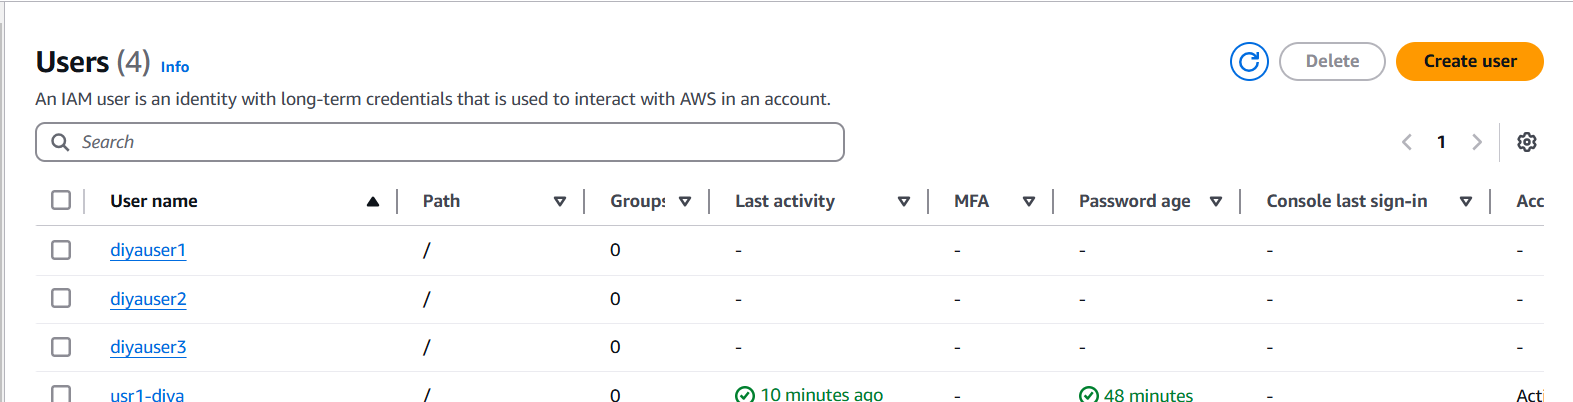 Users (4) Info
Delete
Create user
An IAM user is an identity with long-term credentials that is used to interact with AWS in an account.
Search
1
User name Path Groups Last activity MFA Password age Console last sign-in Acc
diyauser1 / 0 - - - - -
diyauser2 / 0 - - - - -
diyauser3 / 0 - - - - -
usr1-diya / 0 10 minutes ago - 48 minutes - Acti